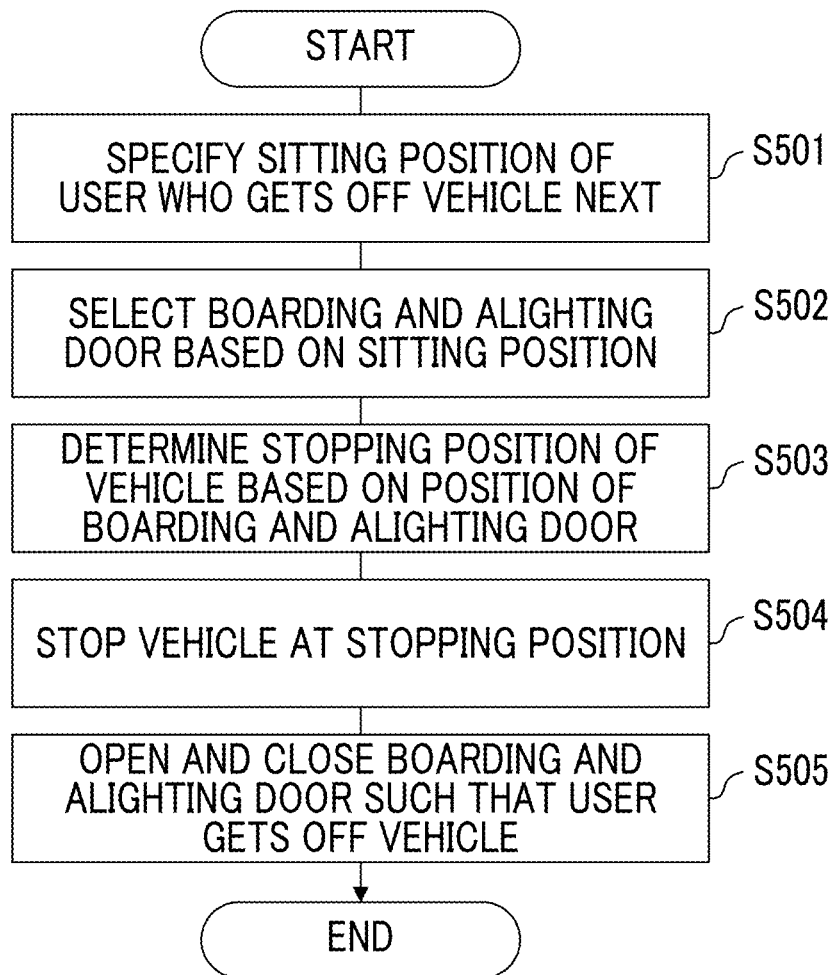 START
SPECIFY SITTING POSITION OF
USER WHO GETS OFF VEHICLE NEXT
S501
SELECT BOARDING AND ALIGHTING
DOOR BASED ON SITTING POSITION
S502
DETERMINE STOPPING POSITION OF
VEHICLE BASED ON POSITION OF
BOARDING AND ALIGHTING DOOR
S503
STOP VEHICLE AT STOPPING POSITION
S504
OPEN AND CLOSE BOARDING AND
ALIGHTING DOOR SUCH THAT USER
GETS OFF VEHICLE
S505
END